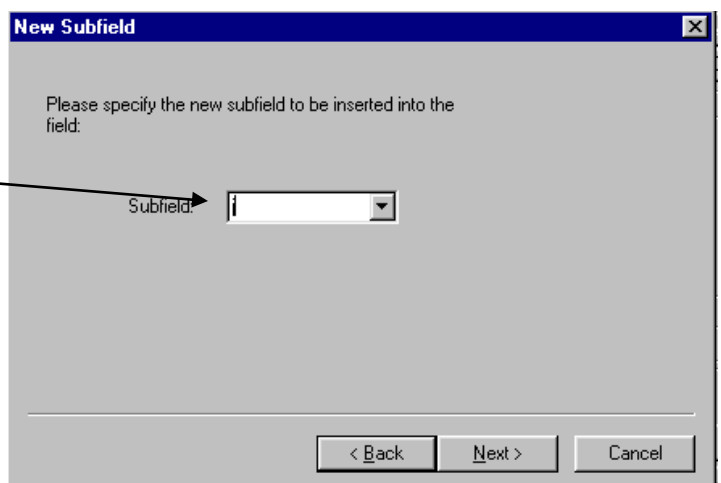 New Subfield
Please specify the new subfield to be inserted into the
field:
Subfield: i
< Back Next > Cancel